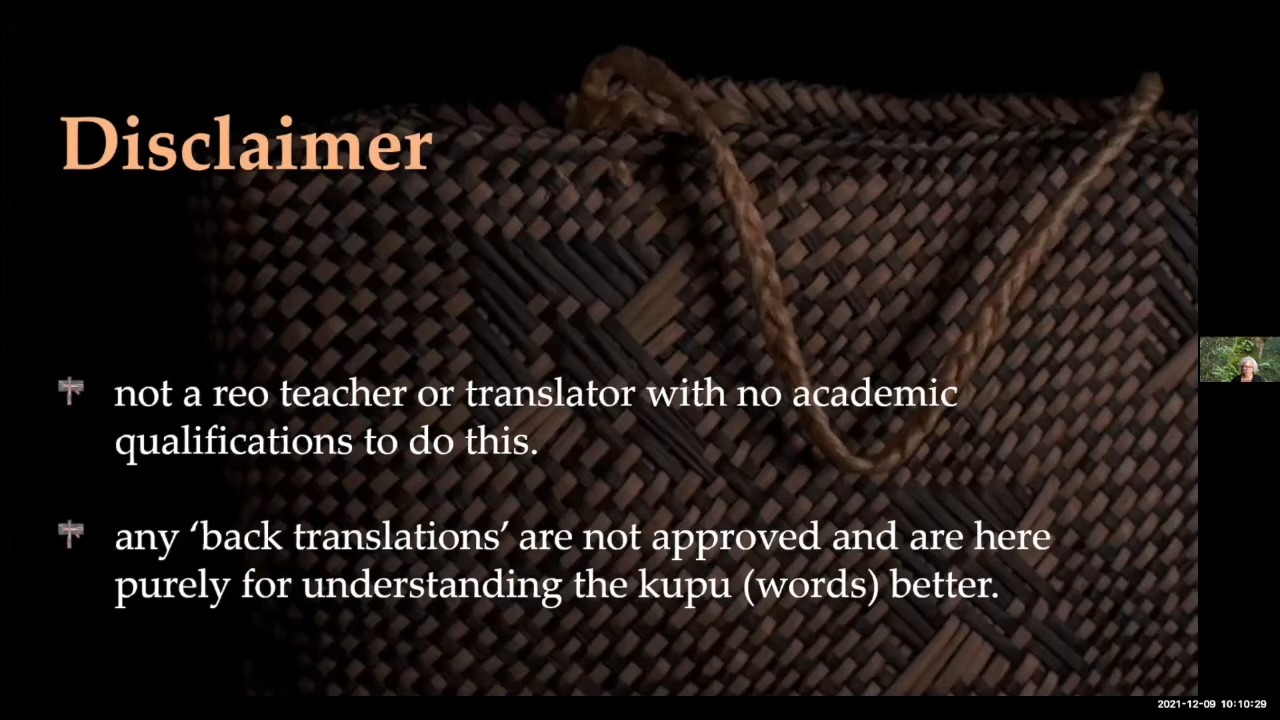 Disclaimer
not a reo teacher or translator with no academic
qualifications to do this.
any ‘back translations’ are not approved and are here
purely for understanding the kupu (words) better.
2021-12-09 10:10:29